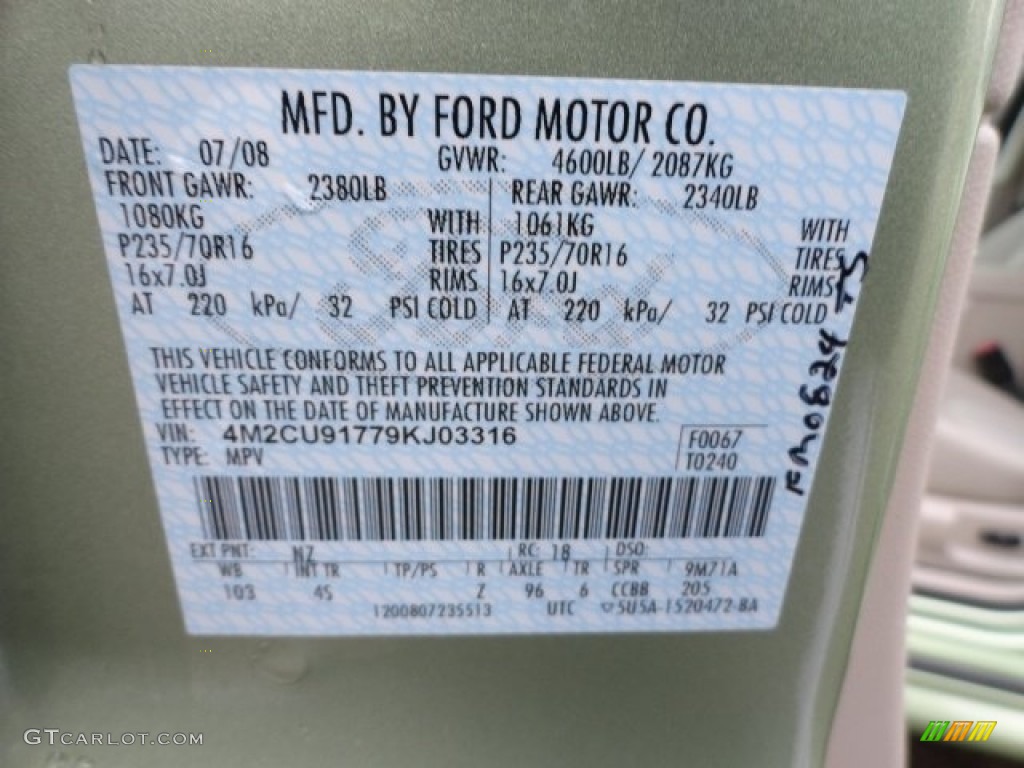 MFD. BY FORD MOTOR CO.
DATE: 07/08 GVWR: 4600LB/ 2087KG
FRONT GAWR: 2380LB REAR GAWR: 2340LB
1080KG WITH 1061KG WITH
P235/70R16 TIRES P235/70R16 TIRES
16x7.0J RIMS 16x7.0J RIMS
AT 220 kPa/ 32 PSI COLD AT 220 kPa/ 32 PSI COLD
THIS VEHICLE CONFORMS TO ALL APPLICABLE FEDERAL MOTOR
VEHICLE SAFETY AND THEFT PREVENTION STANDARDS IN
EFFECT ON THE DATE OF MANUFACTURE SHOWN ABOVE.
VIN: 4M2CU91779KJ03316 F0067
TYPE: MPV T0240
EXT PNT: NZ RC: 18 DSO:
WB INT TR TP/PS R AXLE TR SPR 9M71A
103 4S Z 96 6 CCBB 205
1200807235513 UTC 5U5A-1520472-BA
GTCARLOT.COM